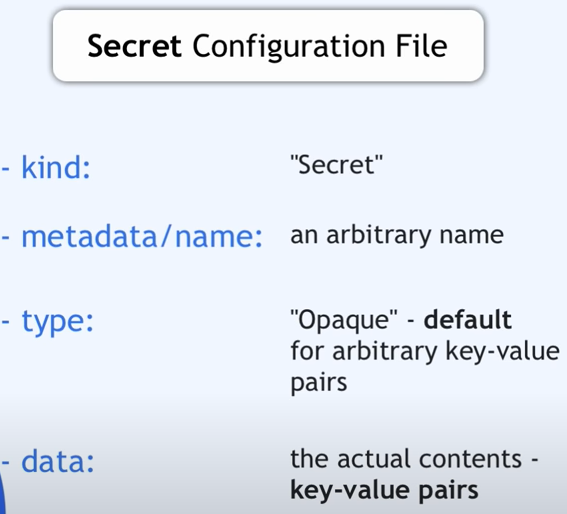 Secret Configuration File
- kind: "Secret"
- metadata/name: an arbitrary name
- type: "Opaque" - default
for arbitrary key-value
pairs
- data: the actual contents -
key-value pairs